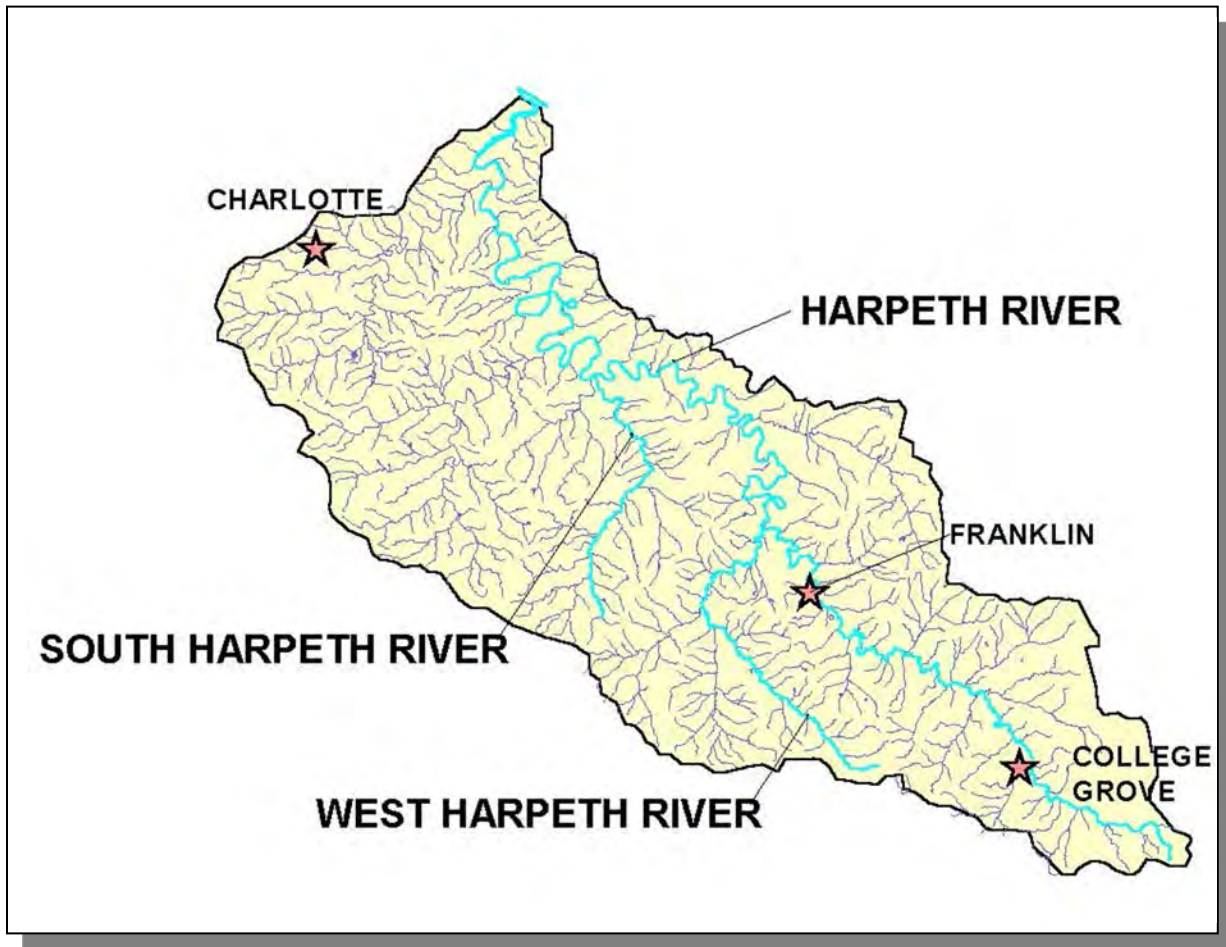 CHARLOTTE
HARPETH RIVER
FRANKLIN
SOUTH HARPETH RIVER
COLLEGE
GROVE
WEST HARPETH RIVER